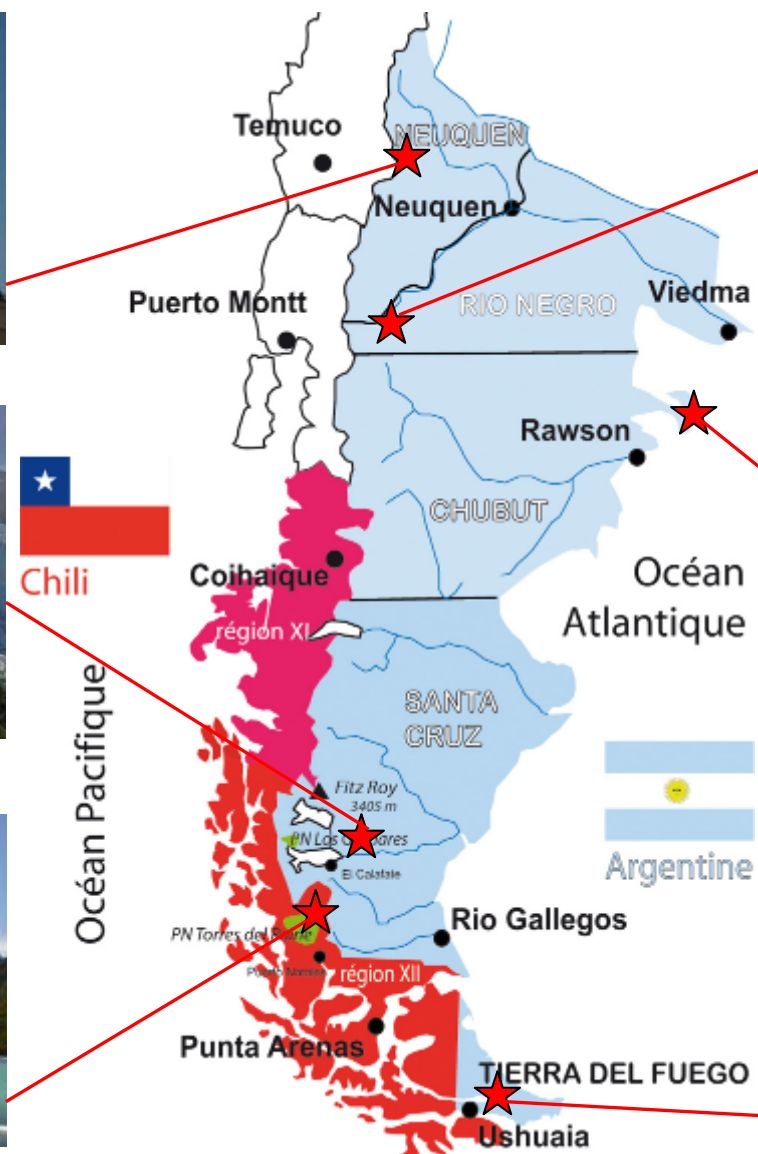 NEUQUEN
Temuco
Neuquen
Puerto Montt
RIO NEGRO
Viedma
Rawson
CHUBUT
Chili
Coihaique
Océan
Atlantique
région XI
Océan Pacifique
SANTA
CRUZ
Fitz Roy
3405 m
PN Los
El Calafate
Argentine
Rio Gallegos
PN Torres del
région XII
Punta Arenas
TIERRA DEL FUEGO
Ushuaia